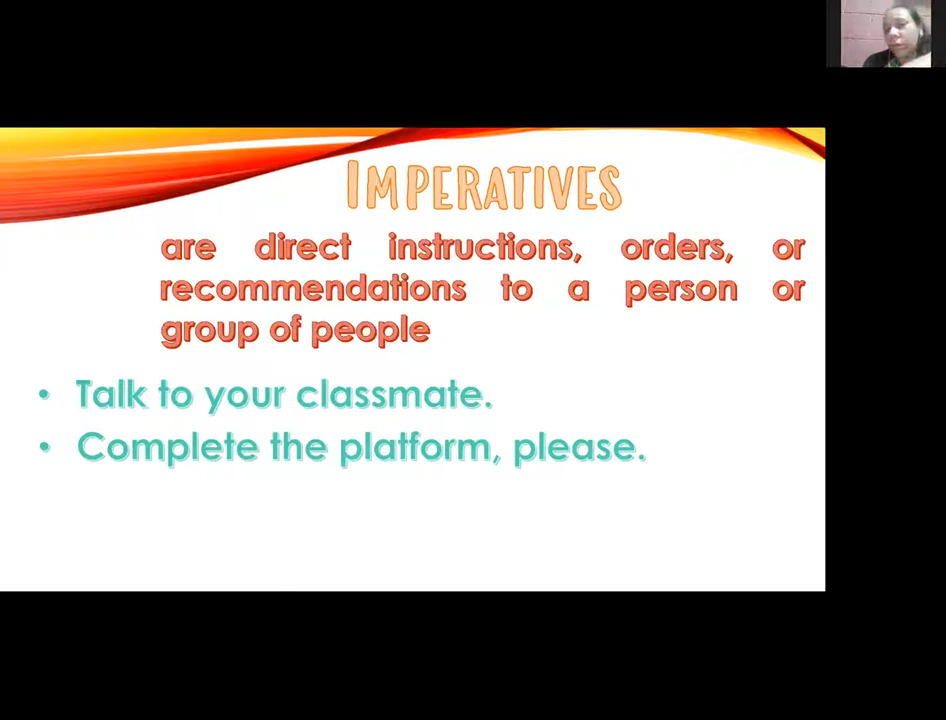 IMPERATIVES
are direct instructions, orders, or
recommendations to a person or
group of people
• Talk to your classmate.
• Complete the platform, please.